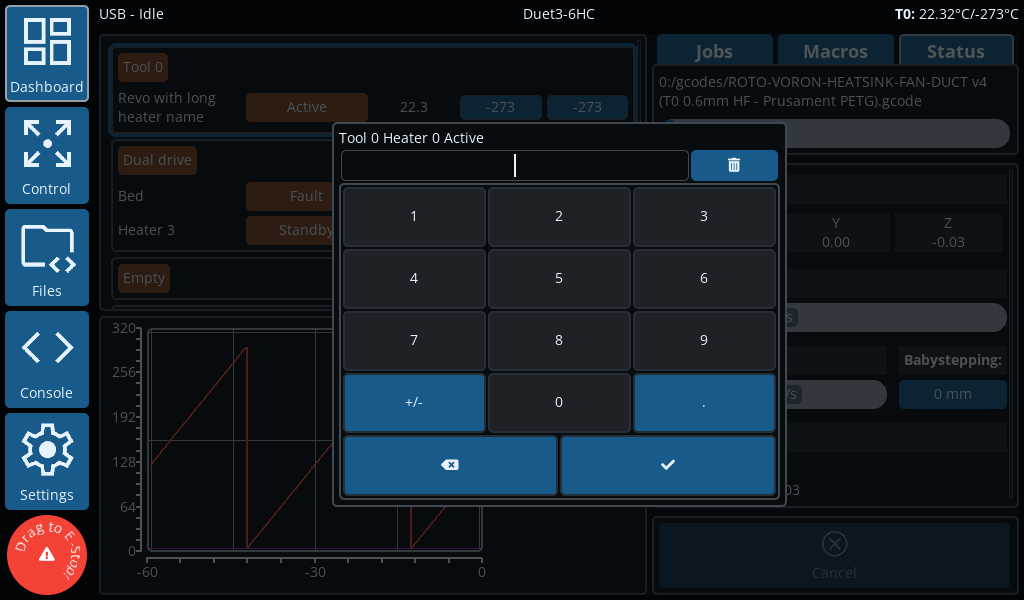 USB - Idle
Duet3-6HC
T0: 22.32°C/-273°C
Dashboard
Control
Files
Console
Settings
Drag to E-Stop!
Tool 0
Revo with long
heater name
Active
22.3
-273
-273
Dual drive
Bed
Fault
Heater 3
Standby
Empty
320
256
192
128
64
0
-60
-30
0
Tool 0 Heater 0 Active
1
2
3
4
5
6
7
8
9
+/-
0
.
Jobs
Macros
Status
0:/gcodes/ROTO-VORON-HEATSINK-FAN-DUCT v4
(T0 0.6mm HF - Prusament PETG).gcode
Y
0.00
Z
-0.03
s
Babystepping:
/s
0 mm
03
Cancel